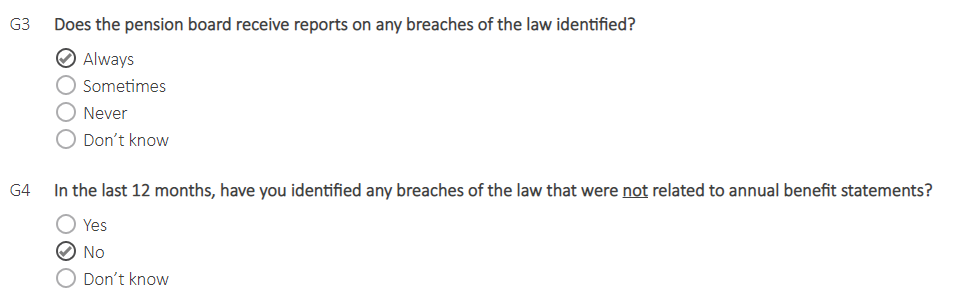 G3 Does the pension board receive reports on any breaches of the law identified?
Always
Sometimes
Never
Don't know
G4 In the last 12 months, have you identified any breaches of the law that were not related to annual benefit statements?
Yes
No
Don't know